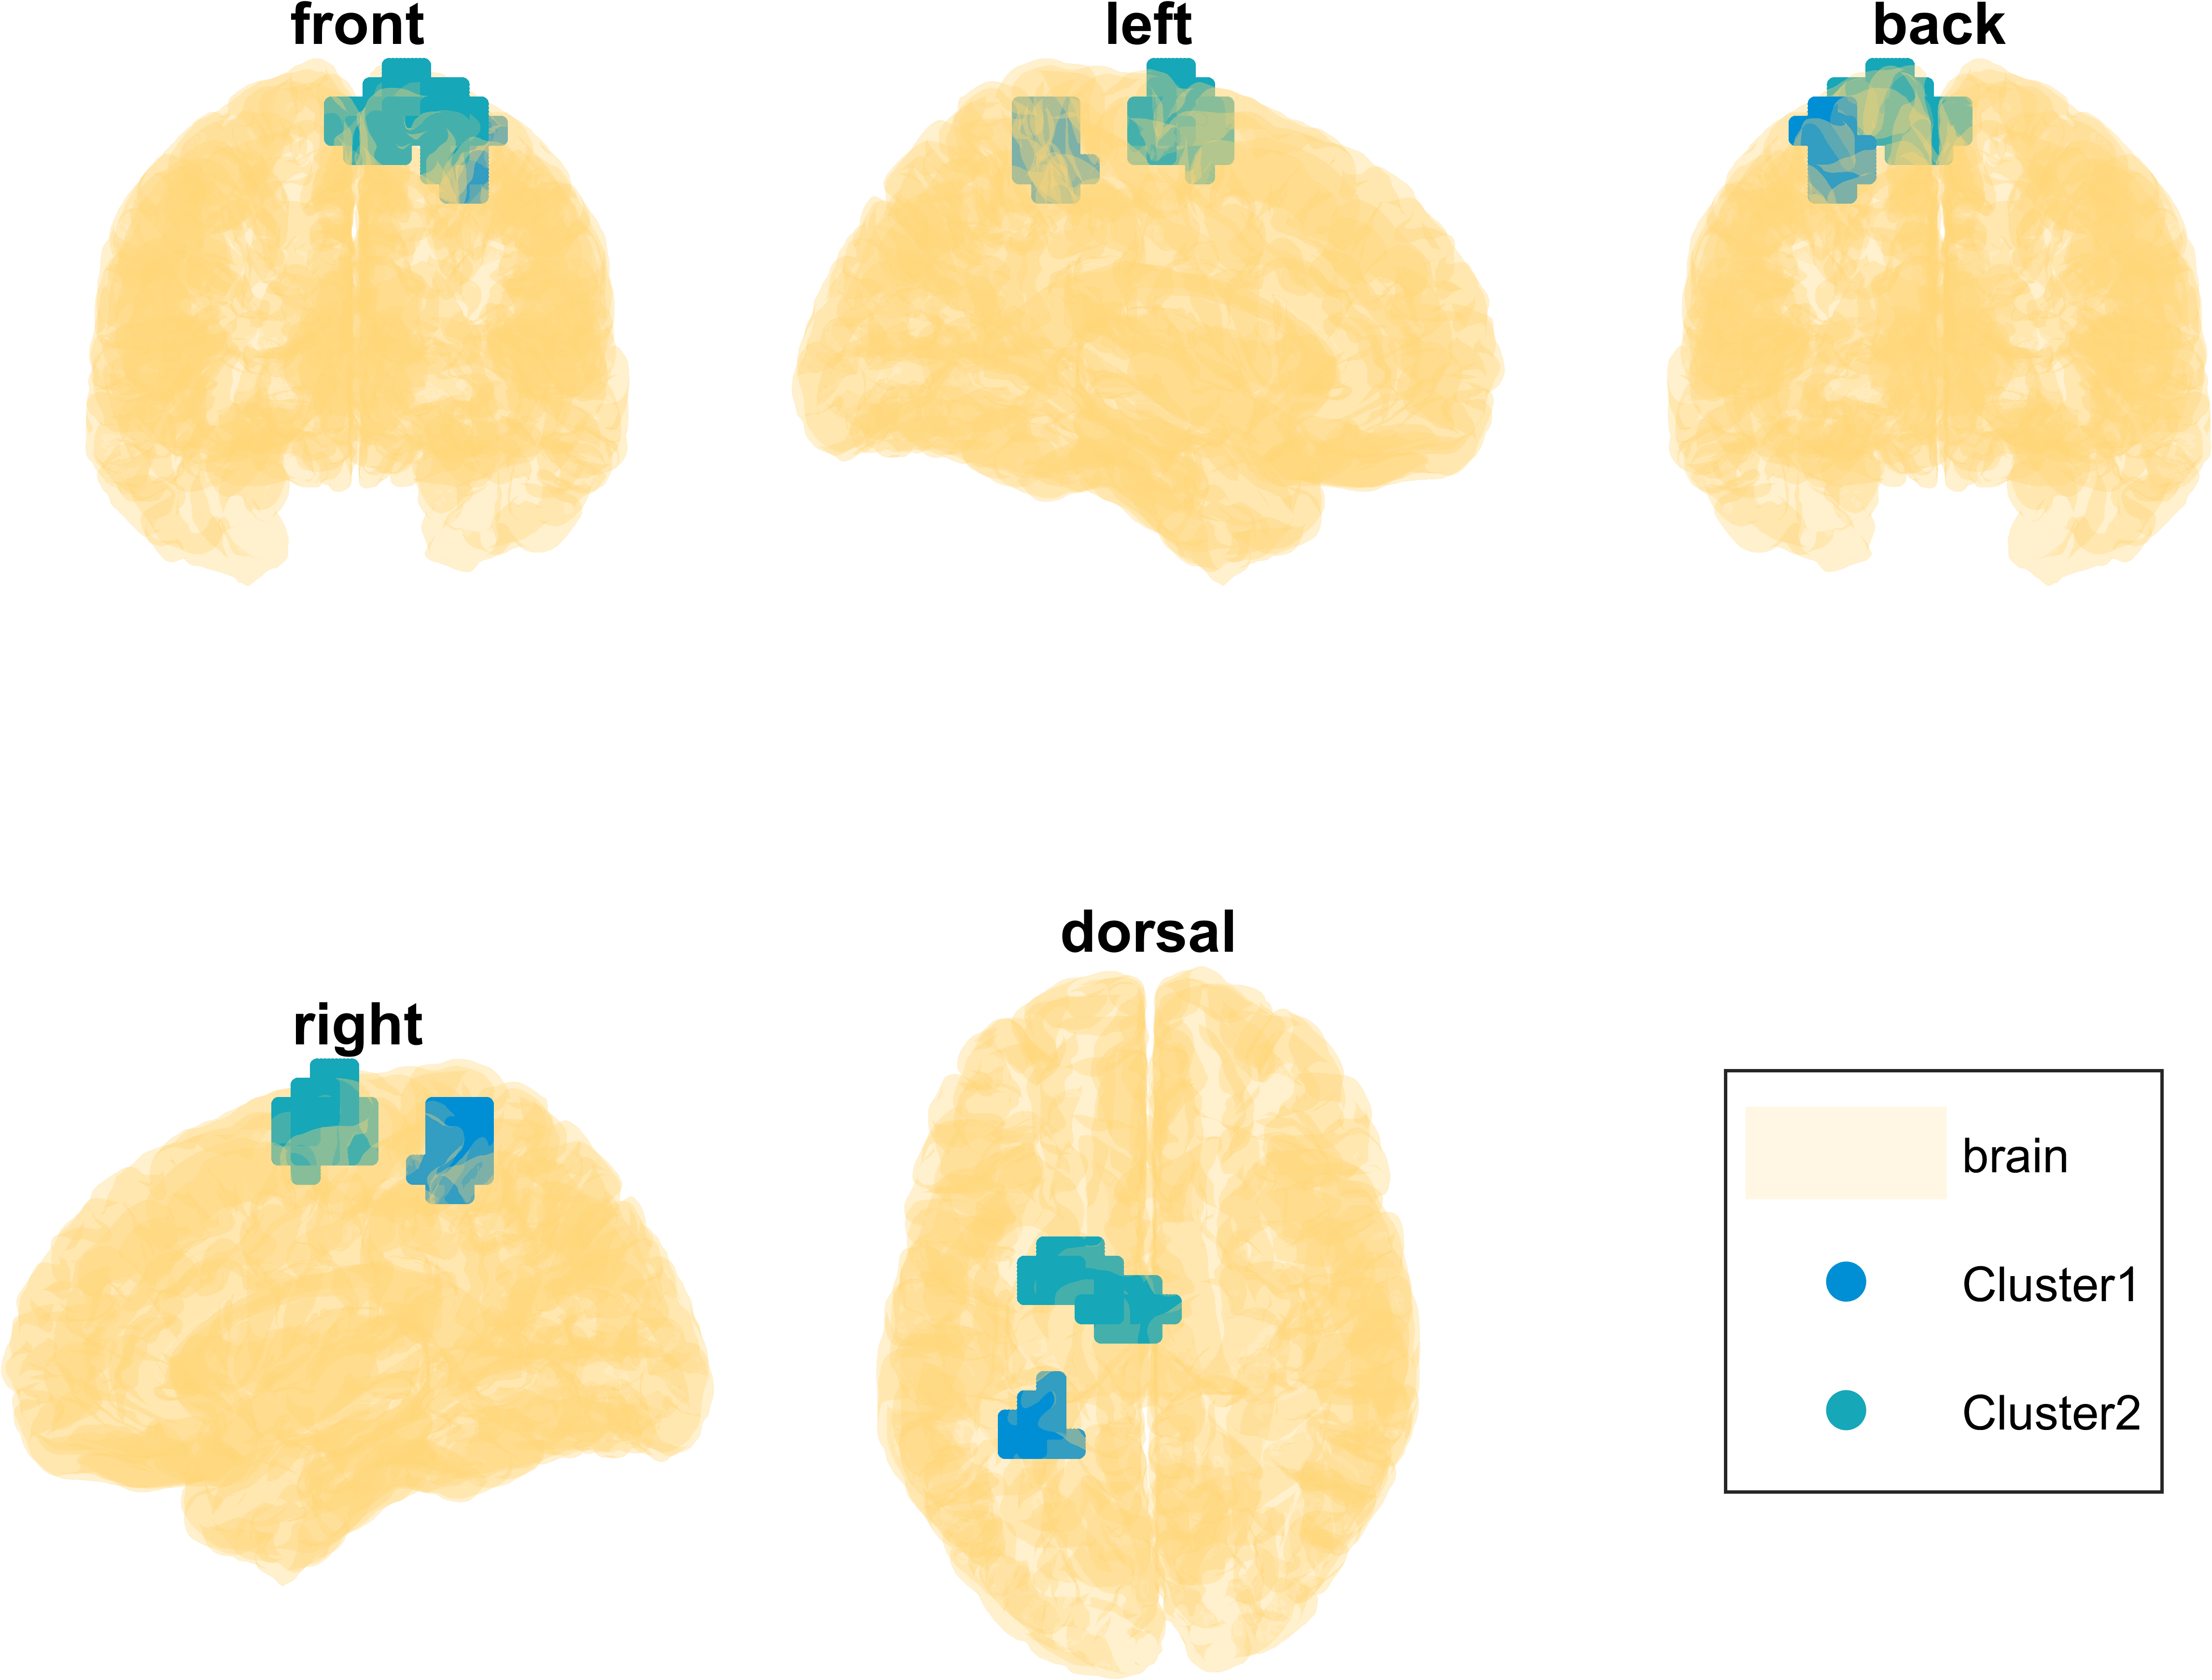 front
left
back
right
dorsal
brain
Cluster1
Cluster2